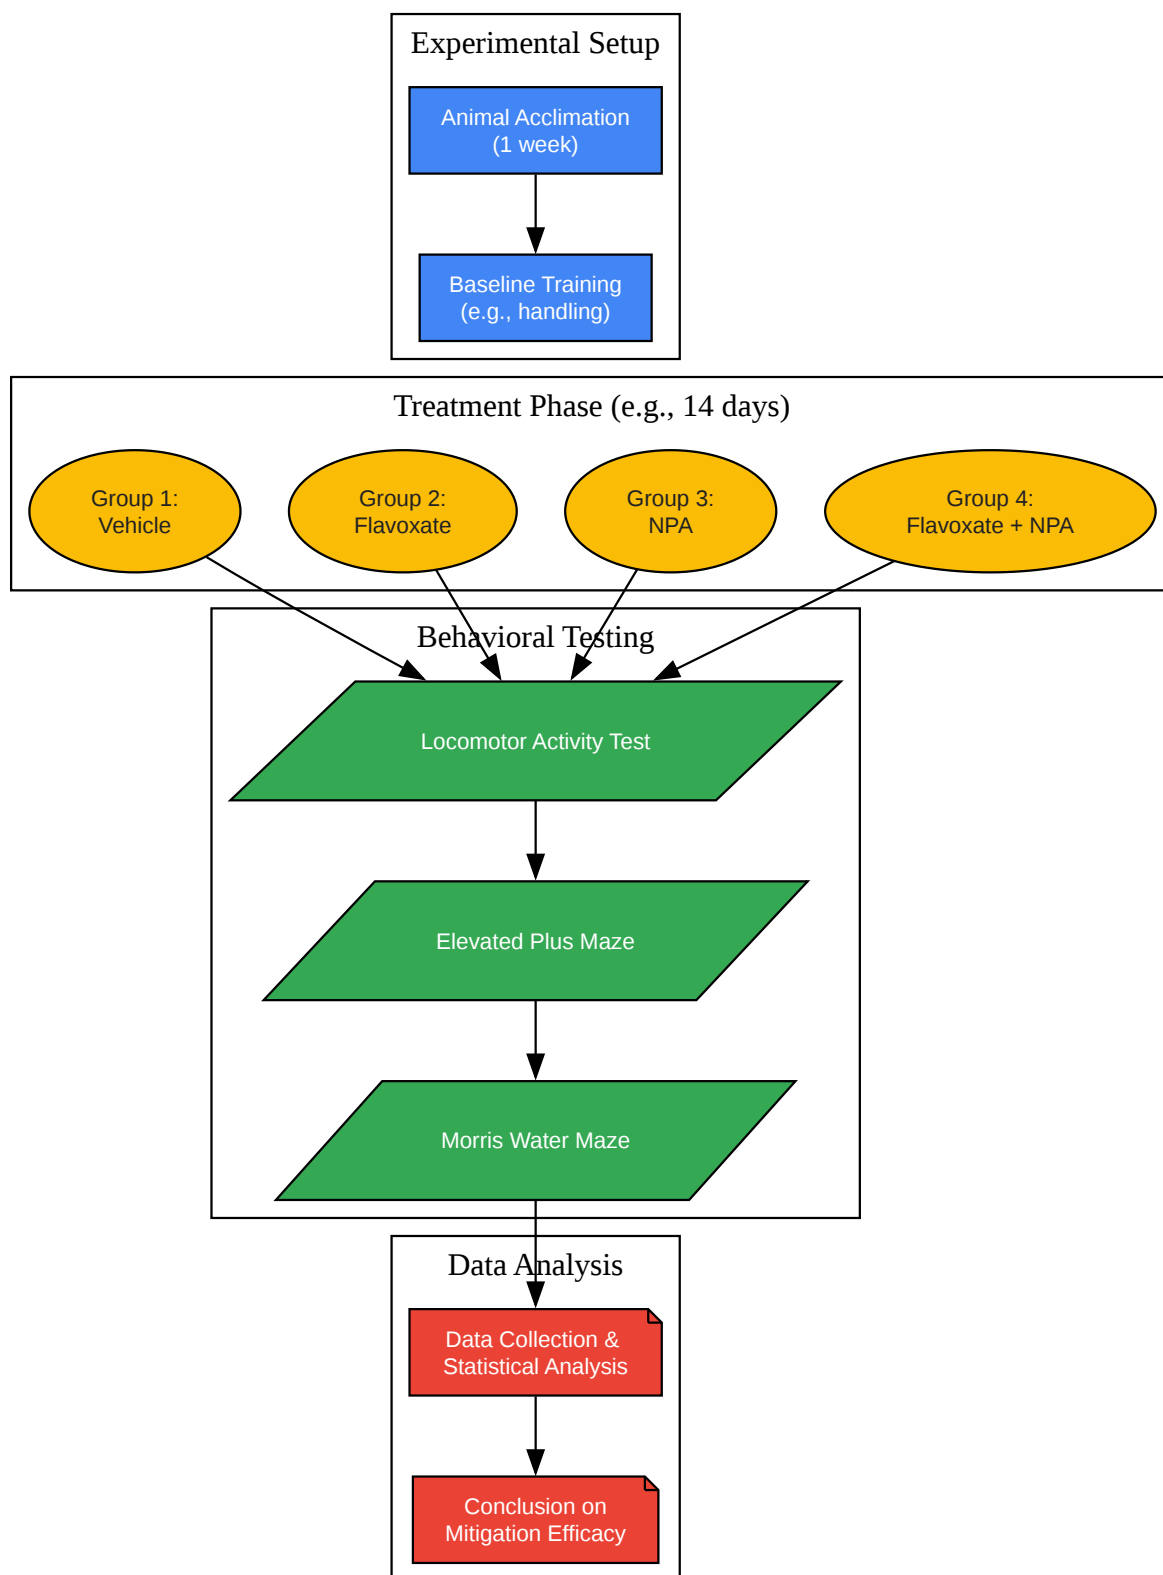 Experimental Setup
Animal Acclimation
(1 week)
Baseline Training
(e.g., handling)
Treatment Phase (e.g., 14 days)
Group 1:
Vehicle
Group 2:
Flavoxate
Group 3:
NPA
Group 4:
Flavoxate + NPA
Behavioral Testing
Locomotor Activity Test
Elevated Plus Maze
Morris Water Maze
Data Analysis
Data Collection &
Statistical Analysis
Conclusion on
Mitigation Efficacy